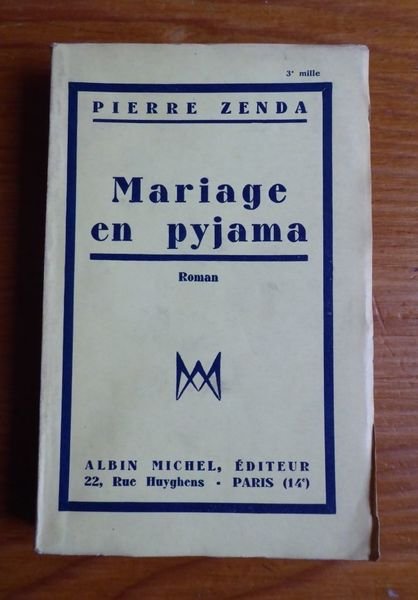 3e mille
PIERRE ZENDA
Mariage
en pyjama
Roman
ALBIN MICHEL, ÉDITEUR
22, Rue Huyghens - PARIS (14e)